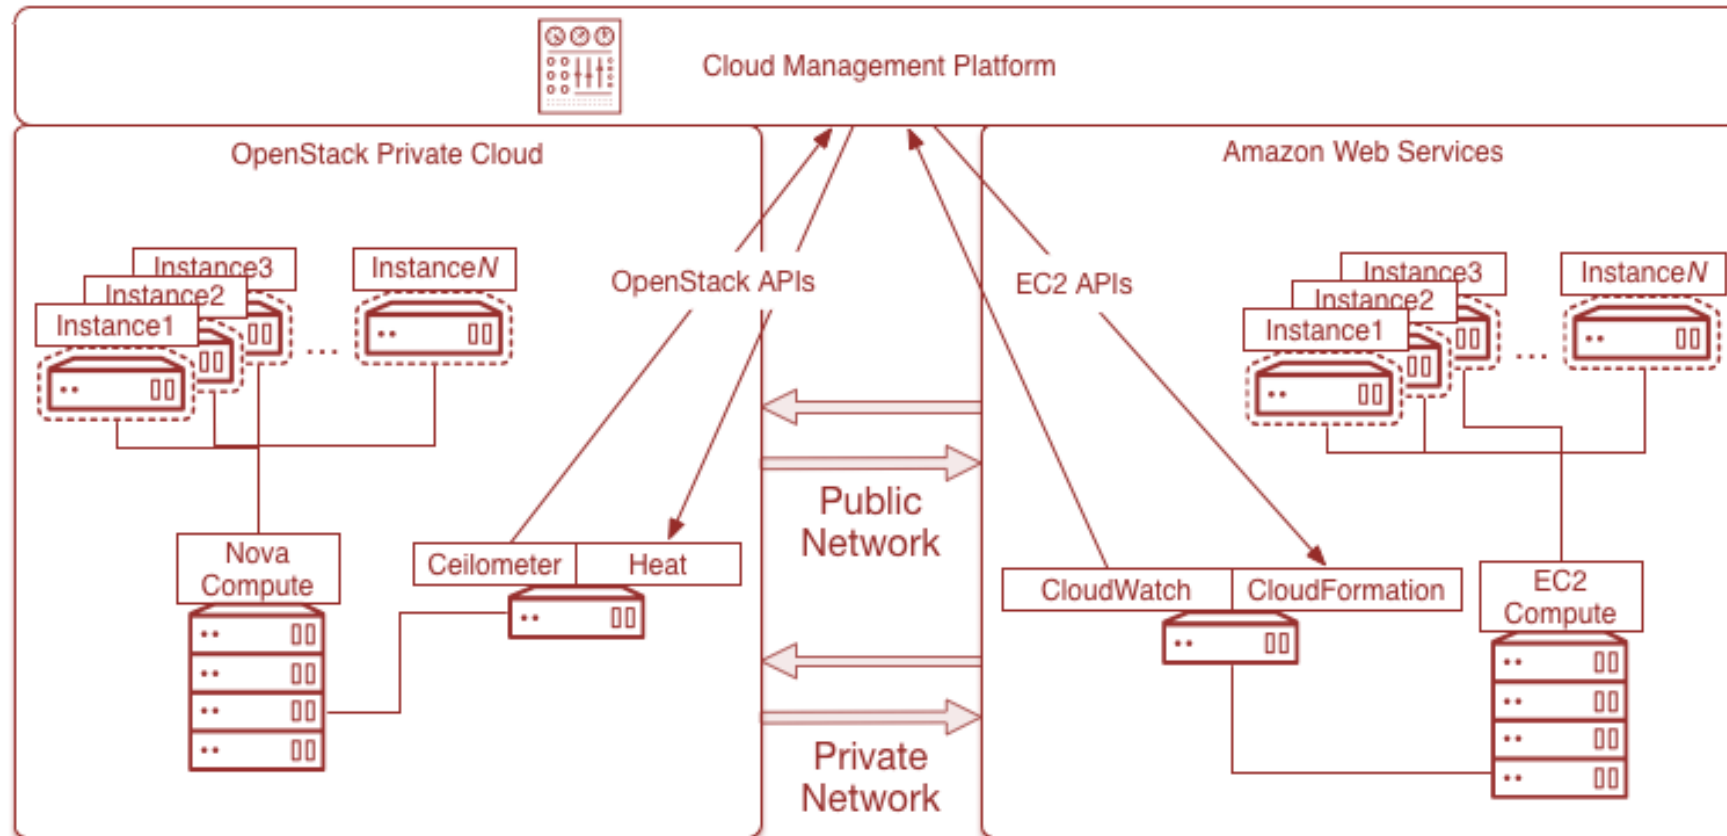 Cloud Management Platform
OpenStack Private Cloud
Amazon Web Services
Instance3
Instance2
Instance1
...
InstanceN
OpenStack APIs
EC2 APIs
Instance3
Instance2
Instance1
...
InstanceN
Public
Network
Nova
Compute
Ceilometer
Heat
CloudWatch
CloudFormation
EC2
Compute
Private
Network